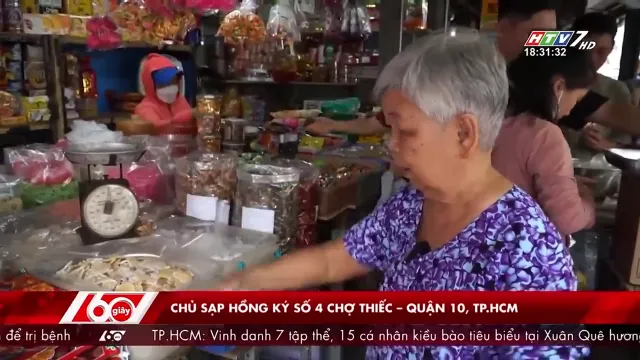 HTV7 HD
18:31:32
60 giây
CHỦ SẠP HỒNG KÝ SỐ 4 CHỢ THIẾC – QUẬN 10, TP.HCM
để trị bệnh 60 TP.HCM: Vinh danh 7 tập thể, 15 cá nhân kiều bào tiêu biểu tại Xuân Quê hương